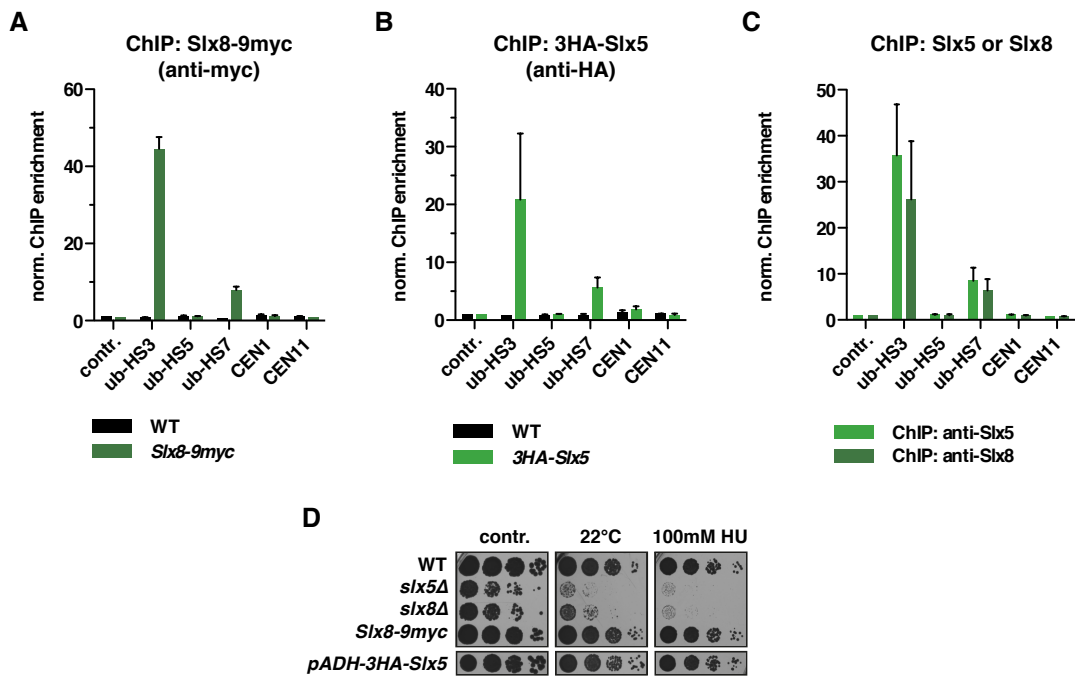 A
ChIP: Slx8-9myc
(anti-myc)
norm. ChIP enrichment
60
40
20
0
contr.
ub-HS3
ub-HS5
ub-HS7
CEN1
CEN11
WT
Slx8-9myc
B
ChIP: 3HA-Slx5
(anti-HA)
norm. ChIP enrichment
40
30
20
10
0
contr.
ub-HS3
ub-HS5
ub-HS7
CEN1
CEN11
WT
3HA-Slx5
C
ChIP: Slx5 or Slx8
norm. ChIP enrichment
50
40
30
20
10
0
contr.
ub-HS3
ub-HS5
ub-HS7
CEN1
CEN11
ChIP: anti-Slx5
ChIP: anti-Slx8
D
contr. 22°C 100mM HU
WT
slx5Δ
slx8Δ
Slx8-9myc
pADH-3HA-Slx5